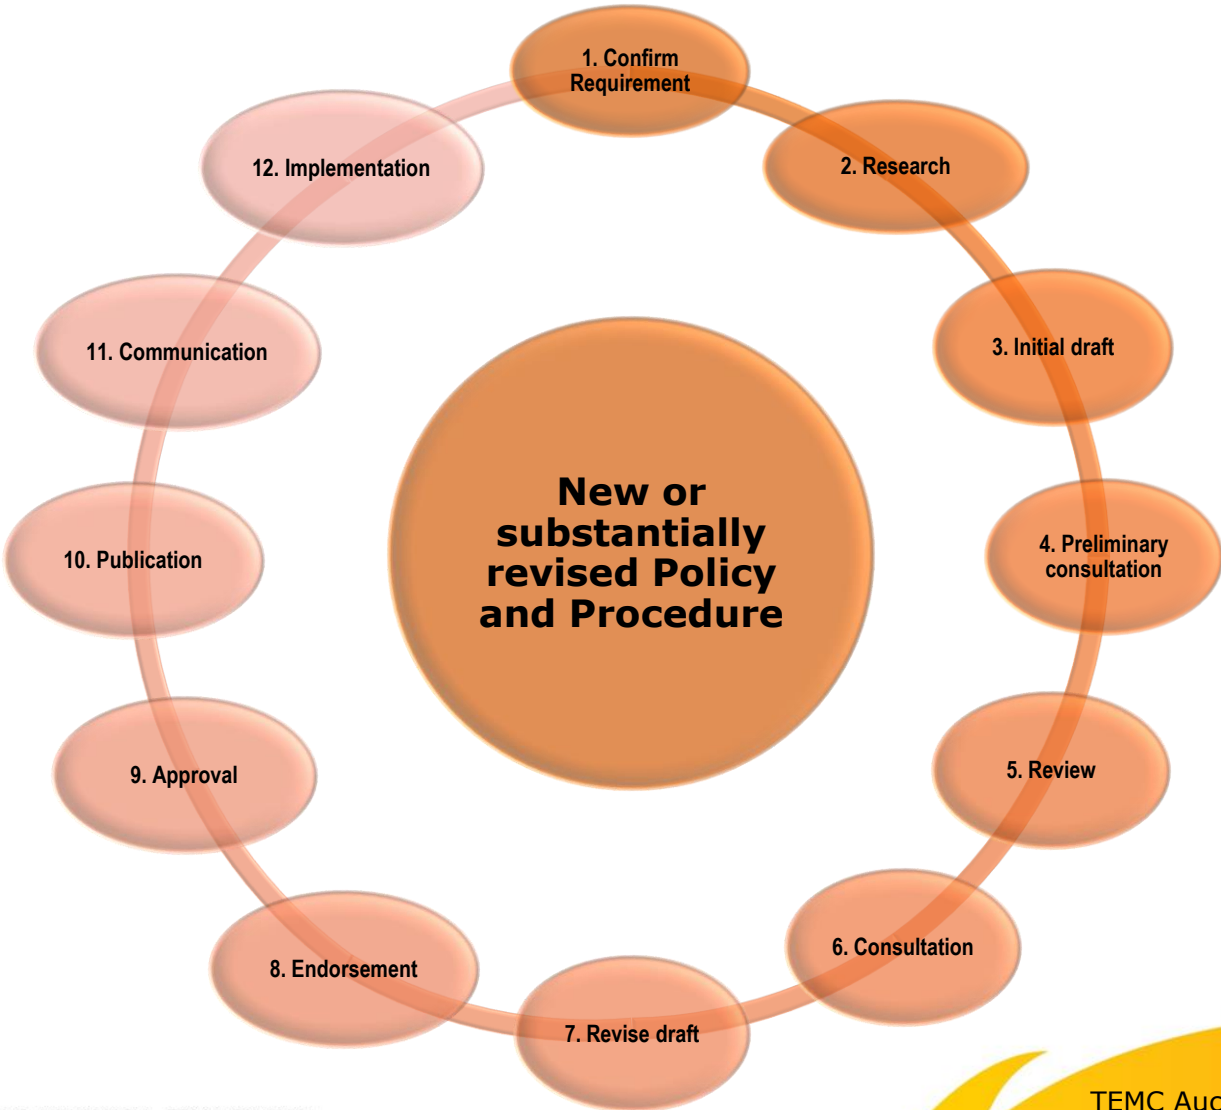 1. Confirm
Requirement
2. Research
3. Initial draft
4. Preliminary
consultation
5. Review
6. Consultation
7. Revise draft
8. Endorsement
9. Approval
10. Publication
11. Communication
12. Implementation
New or
substantially
revised Policy
and Procedure
TEMC Auc